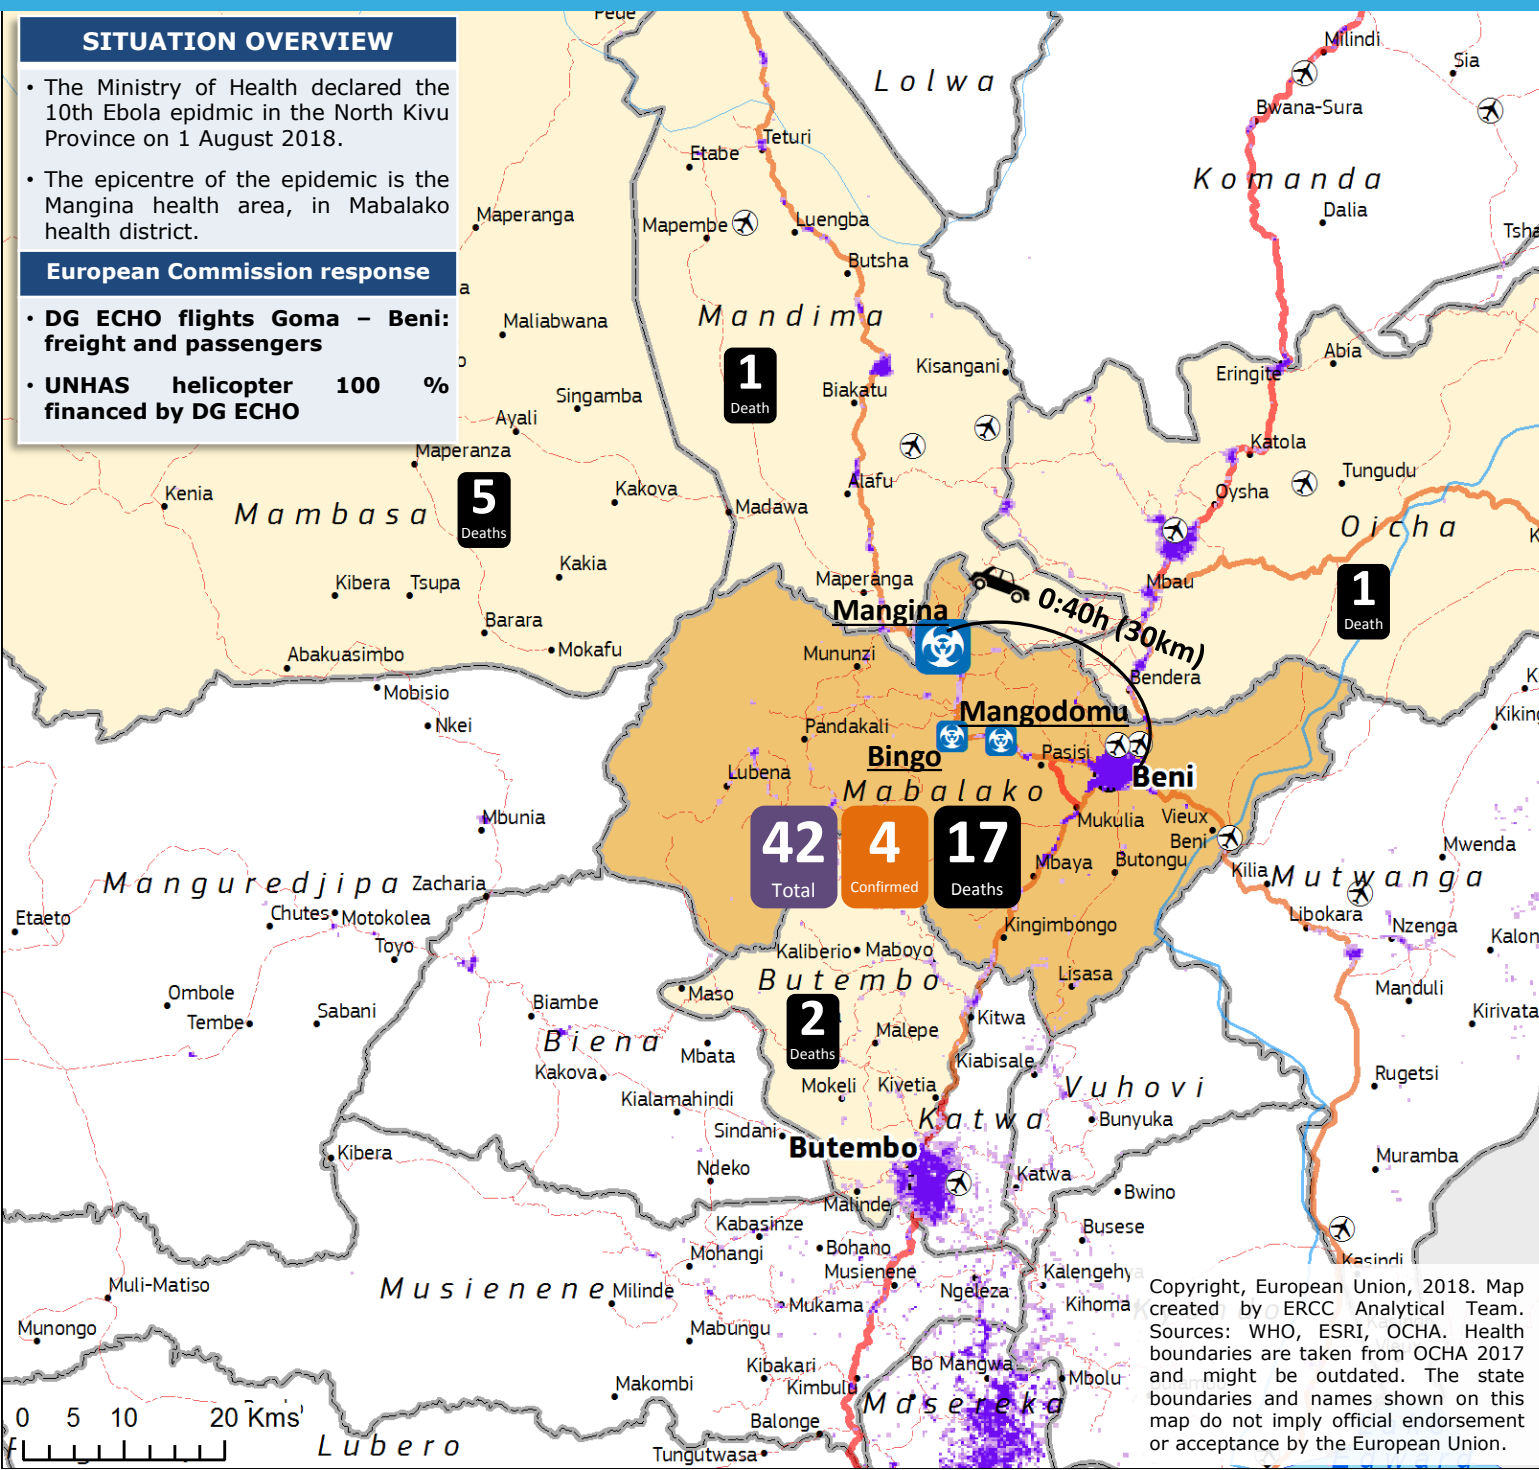 Pede
SITUATION OVERVIEW
• The Ministry of Health declared the
10th Ebola epidmic in the North Kivu
Province on 1 August 2018.
• The epicentre of the epidemic is the
Mangina health area, in Mabalako
health district.
European Commission response
• DG ECHO flights Goma – Beni:
freight and passengers
• UNHAS helicopter 100 %
financed by DG ECHO
Lolwa
Milindi
Sia
Bwana-Sura
Komanda
Dalia
Tsha
Teturi
Etabe
Maperanga
Mapembe
Luengba
Butsha
Mandima
Maliabwana
1
Death
Kisangani
Biakatu
Singamba
Ayali
Abia
Eringite
Maperanza
Katola
Tungudu
Kenia
Mambasa
5
Deaths
Kakova
Madawa
Alafu
Oysha
Oicha
K
Kakia
Kibera
Tsupa
Maperanga
Mbau
1
Death
Barara
Mokafu
Mangina
0:40h (30km)
Abakuasimbo
Mununzi
Bendera
Mobisio
Nkei
Mangodomu
K
Kiking
Pandakali
Bingo
Pasisi
Beni
Lubena
Mabalako
Mbunia
42
Total
4
Confirmed
17
Deaths
Mukulia
Vieux
Beni
Mbaya
Butongu
Mwenda
Kilia
Mutwanga
Manguredjipa
Zacharia
Etaeto
Chutes
Motokolea
Toyo
Libokara
Nzenga
Kalon
Kingimbongo
Kaliberio
Maboyo
Butembo
Lisasa
Manduli
Ombole
Tembe
Sabani
Biambe
Maso
2
Deaths
Malepe
Kitwa
Kirivata
Biena
Mbata
Kiabisale
Kakova
Mokeli
Kivetia
Vuhovi
Rugetsi
Kialamahindi
Katwa
Bunyuka
Sindani
Butembo
Kibera
Ndeko
Katwa
Muramba
Malinde
Bwino
Kabasinze
Busese
Mohangi
Bohano
Kasindi
Musienene
Kalengehy
Muli-Matiso
Musienene
Milinde
Mukama
Ngeleza
Kihoma
Munongo
Mabungu
Kibakari
Bo Mangwa
Makombi
Kimbulu
Mbolu
Masereka
Balonge
Lubero
Tungutwasa
0 5 10 20 Kms
Copyright, European Union, 2018. Map
created by ERCC Analytical Team.
Sources: WHO, ESRI, OCHA. Health
boundaries are taken from OCHA 2017
and might be outdated. The state
boundaries and names shown on this
map do not imply official endorsement
or acceptance by the European Union.